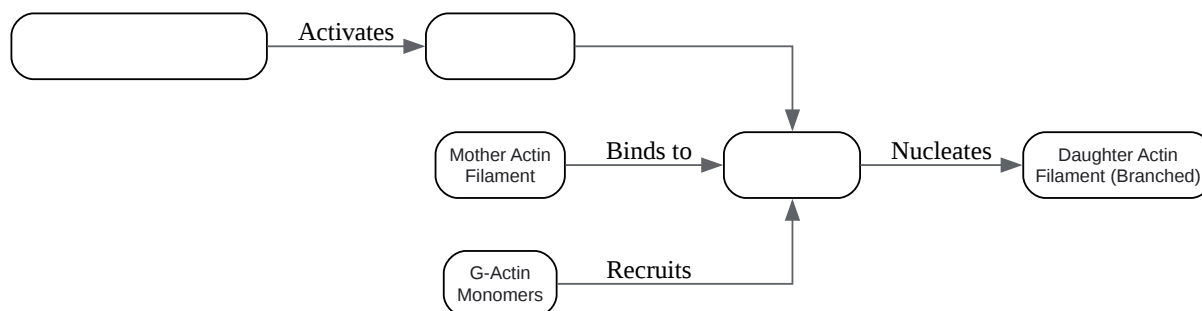 Activates
Mother Actin
Filament
Binds to
Nucleates
Daughter Actin
Filament (Branched)
G-Actin
Monomers
Recruits